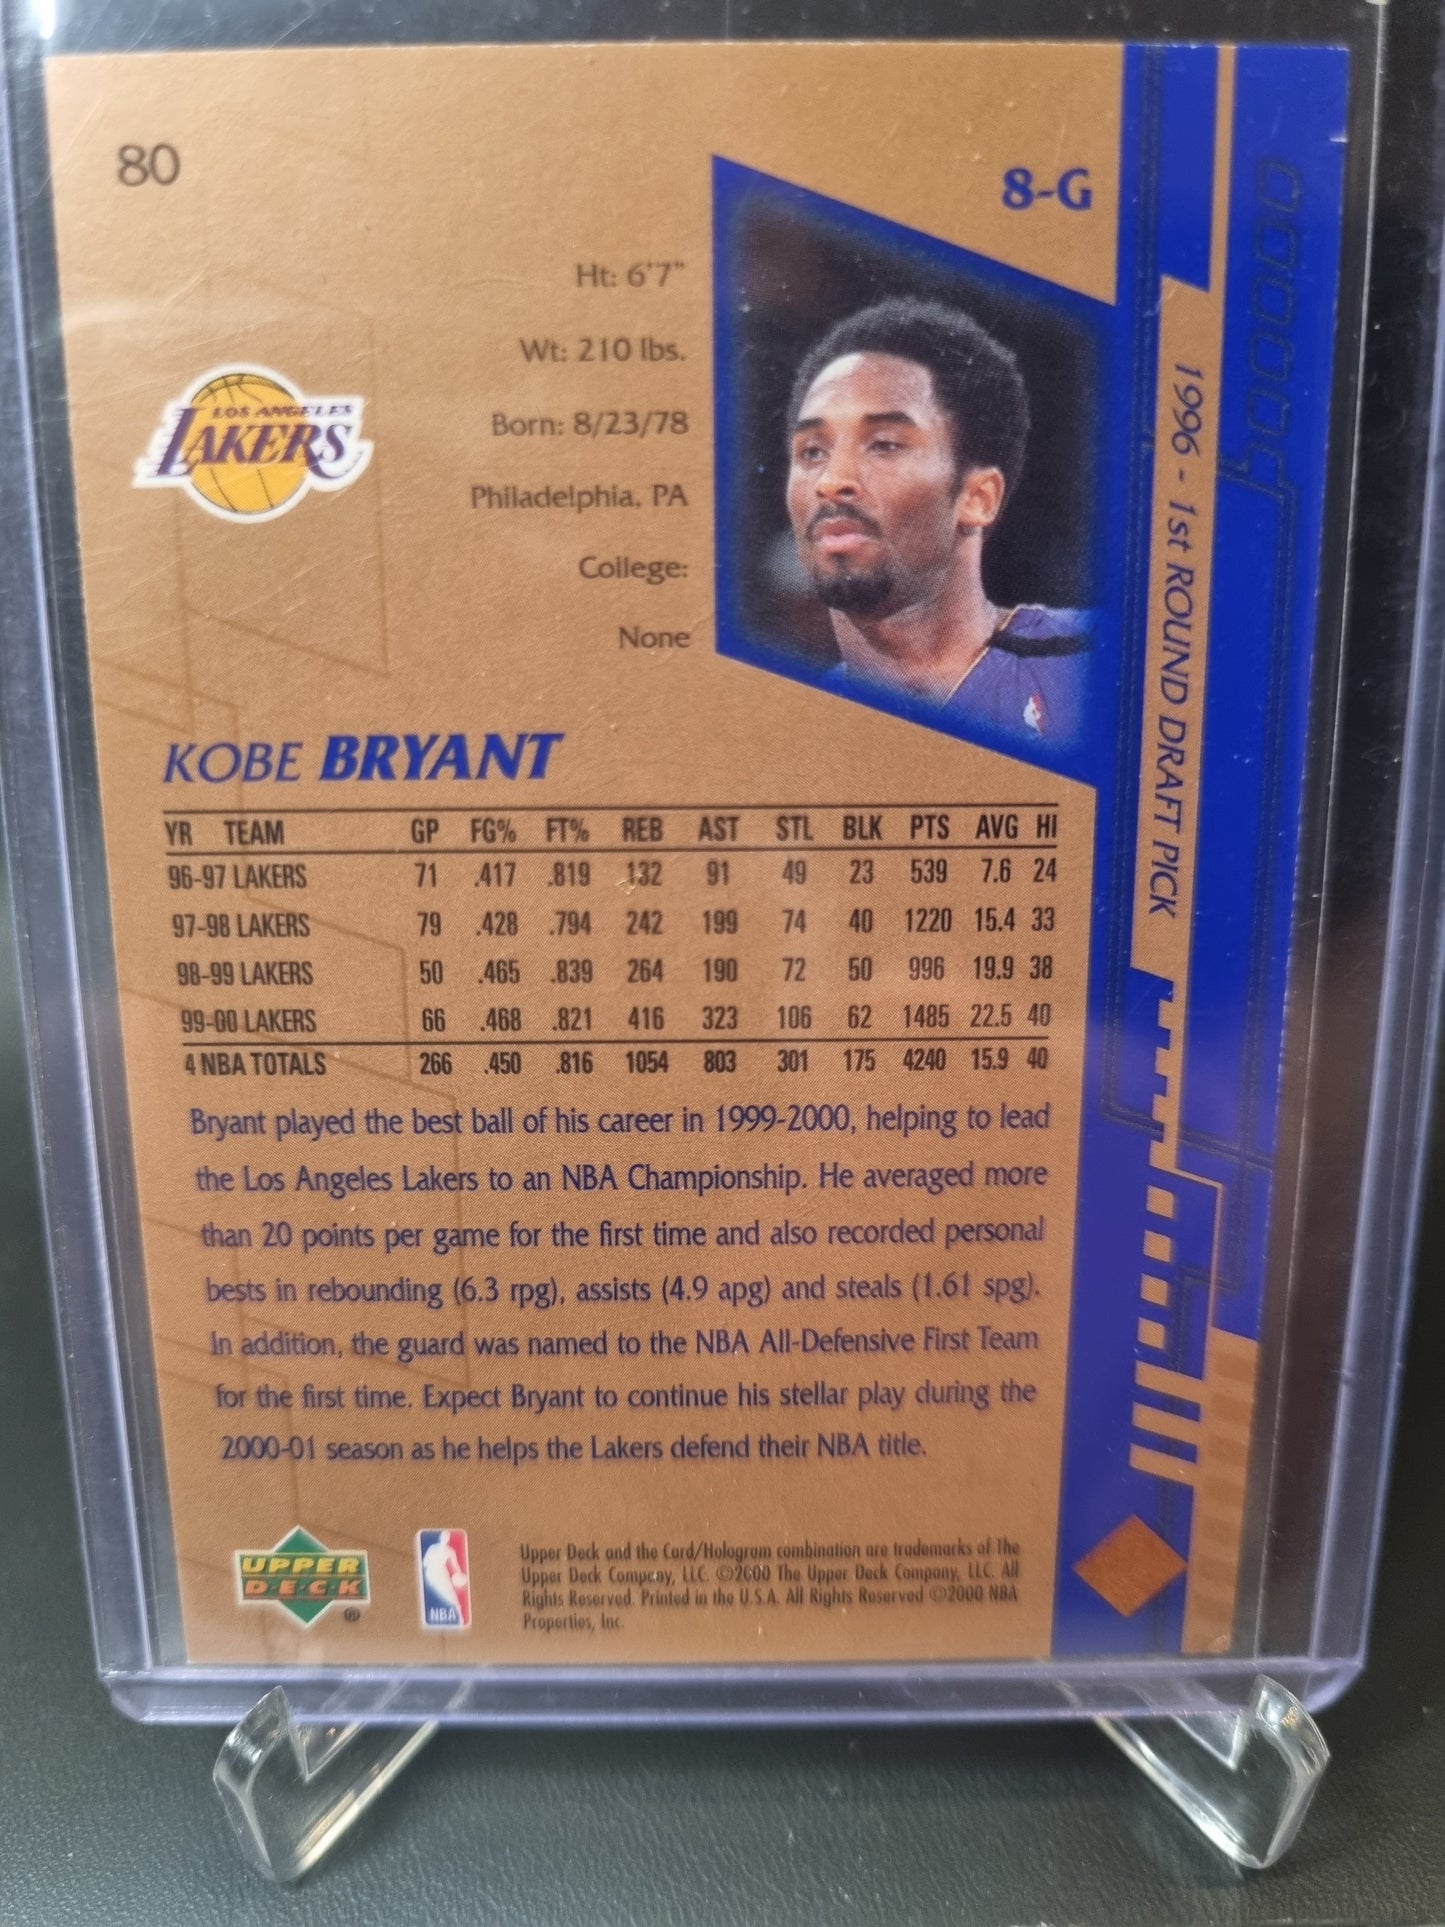 80
8-G
Ht: 6'7"
Wt: 210 lbs.
Born: 8/23/78
Philadelphia, PA
College:
None
LOS ANGELES
LAKERS
1996 - 1st ROUND DRAFT PICK
KOBE BRYANT
YR TEAM GP FG% FT% REB AST STL BLK PTS AVG HI
96-97 LAKERS 71 .417 .819 132 91 49 23 539 7.6 24
97-98 LAKERS 79 .428 .794 242 199 74 40 1220 15.4 33
98-99 LAKERS 50 .465 .839 264 190 72 50 996 19.9 38
99-00 LAKERS 66 .468 .821 416 323 106 62 1485 22.5 40
4 NBA TOTALS 266 .450 .816 1054 803 301 175 4240 15.9 40
Bryant played the best ball of his career in 1999-2000, helping to lead
the Los Angeles Lakers to an NBA Championship. He averaged more
than 20 points per game for the first time and also recorded personal
bests in rebounding (6.3 rpg), assists (4.9 apg) and steals (1.61 spg).
In addition, the guard was named to the NBA All-Defensive First Team
for the first time. Expect Bryant to continue his stellar play during the
2000-01 season as he helps the Lakers defend their NBA title.
UPPER
D·E·C·K
®
NBA
Upper Deck and the Card/Hologram combination are trademarks of The
Upper Deck Company, LLC. ©2000 The Upper Deck Company, LLC. All
Rights Reserved. Printed in the U.S.A. All Rights Reserved ©2000 NBA
Properties, Inc.